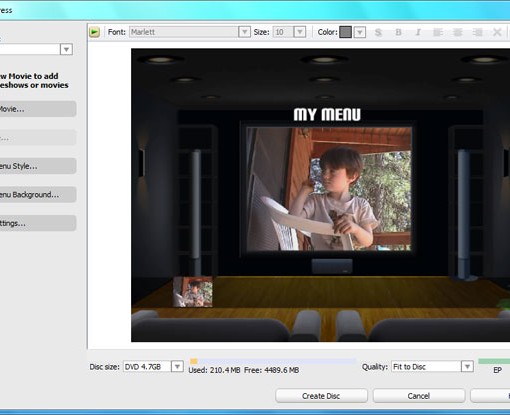 ress
:
w Movie to add
eshows or movies
Movie...
e...
enu Style...
enu Background...
ttings...
Font: Marlett Size: 10 Color: S B I
MY MENU
Disc size: DVD 4.7GB Used: 210.4 MB Free: 4489.6 MB Quality: Fit to Disc EP
Create Disc Cancel